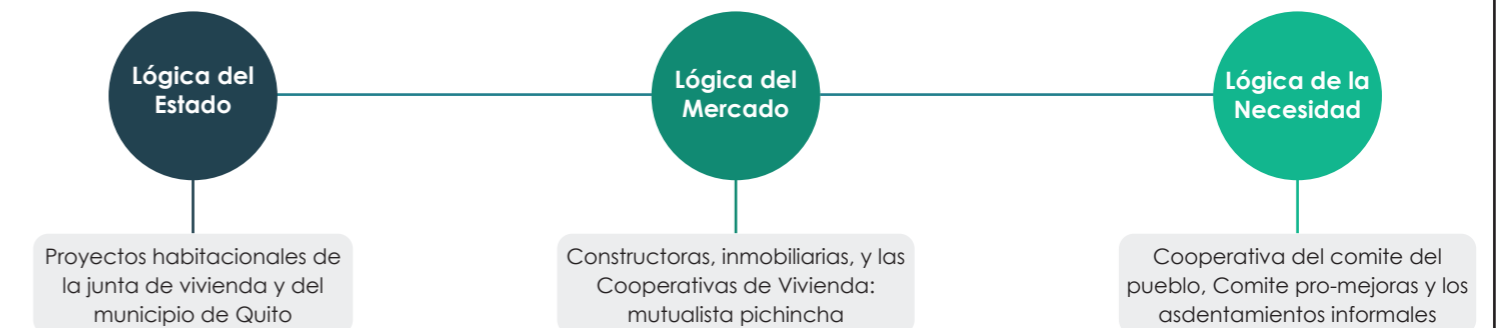 Lógica del
Estado
Lógica del
Mercado
Lógica de la
Necesidad
Proyectos habitacionales de
la junta de vivienda y del
municipio de Quito
Constructoras, inmobiliarias, y las
Cooperativas de Vivienda:
mutualista pichincha
Cooperativa del comite del
pueblo, Comite pro-mejoras y los
asdentamientos informales